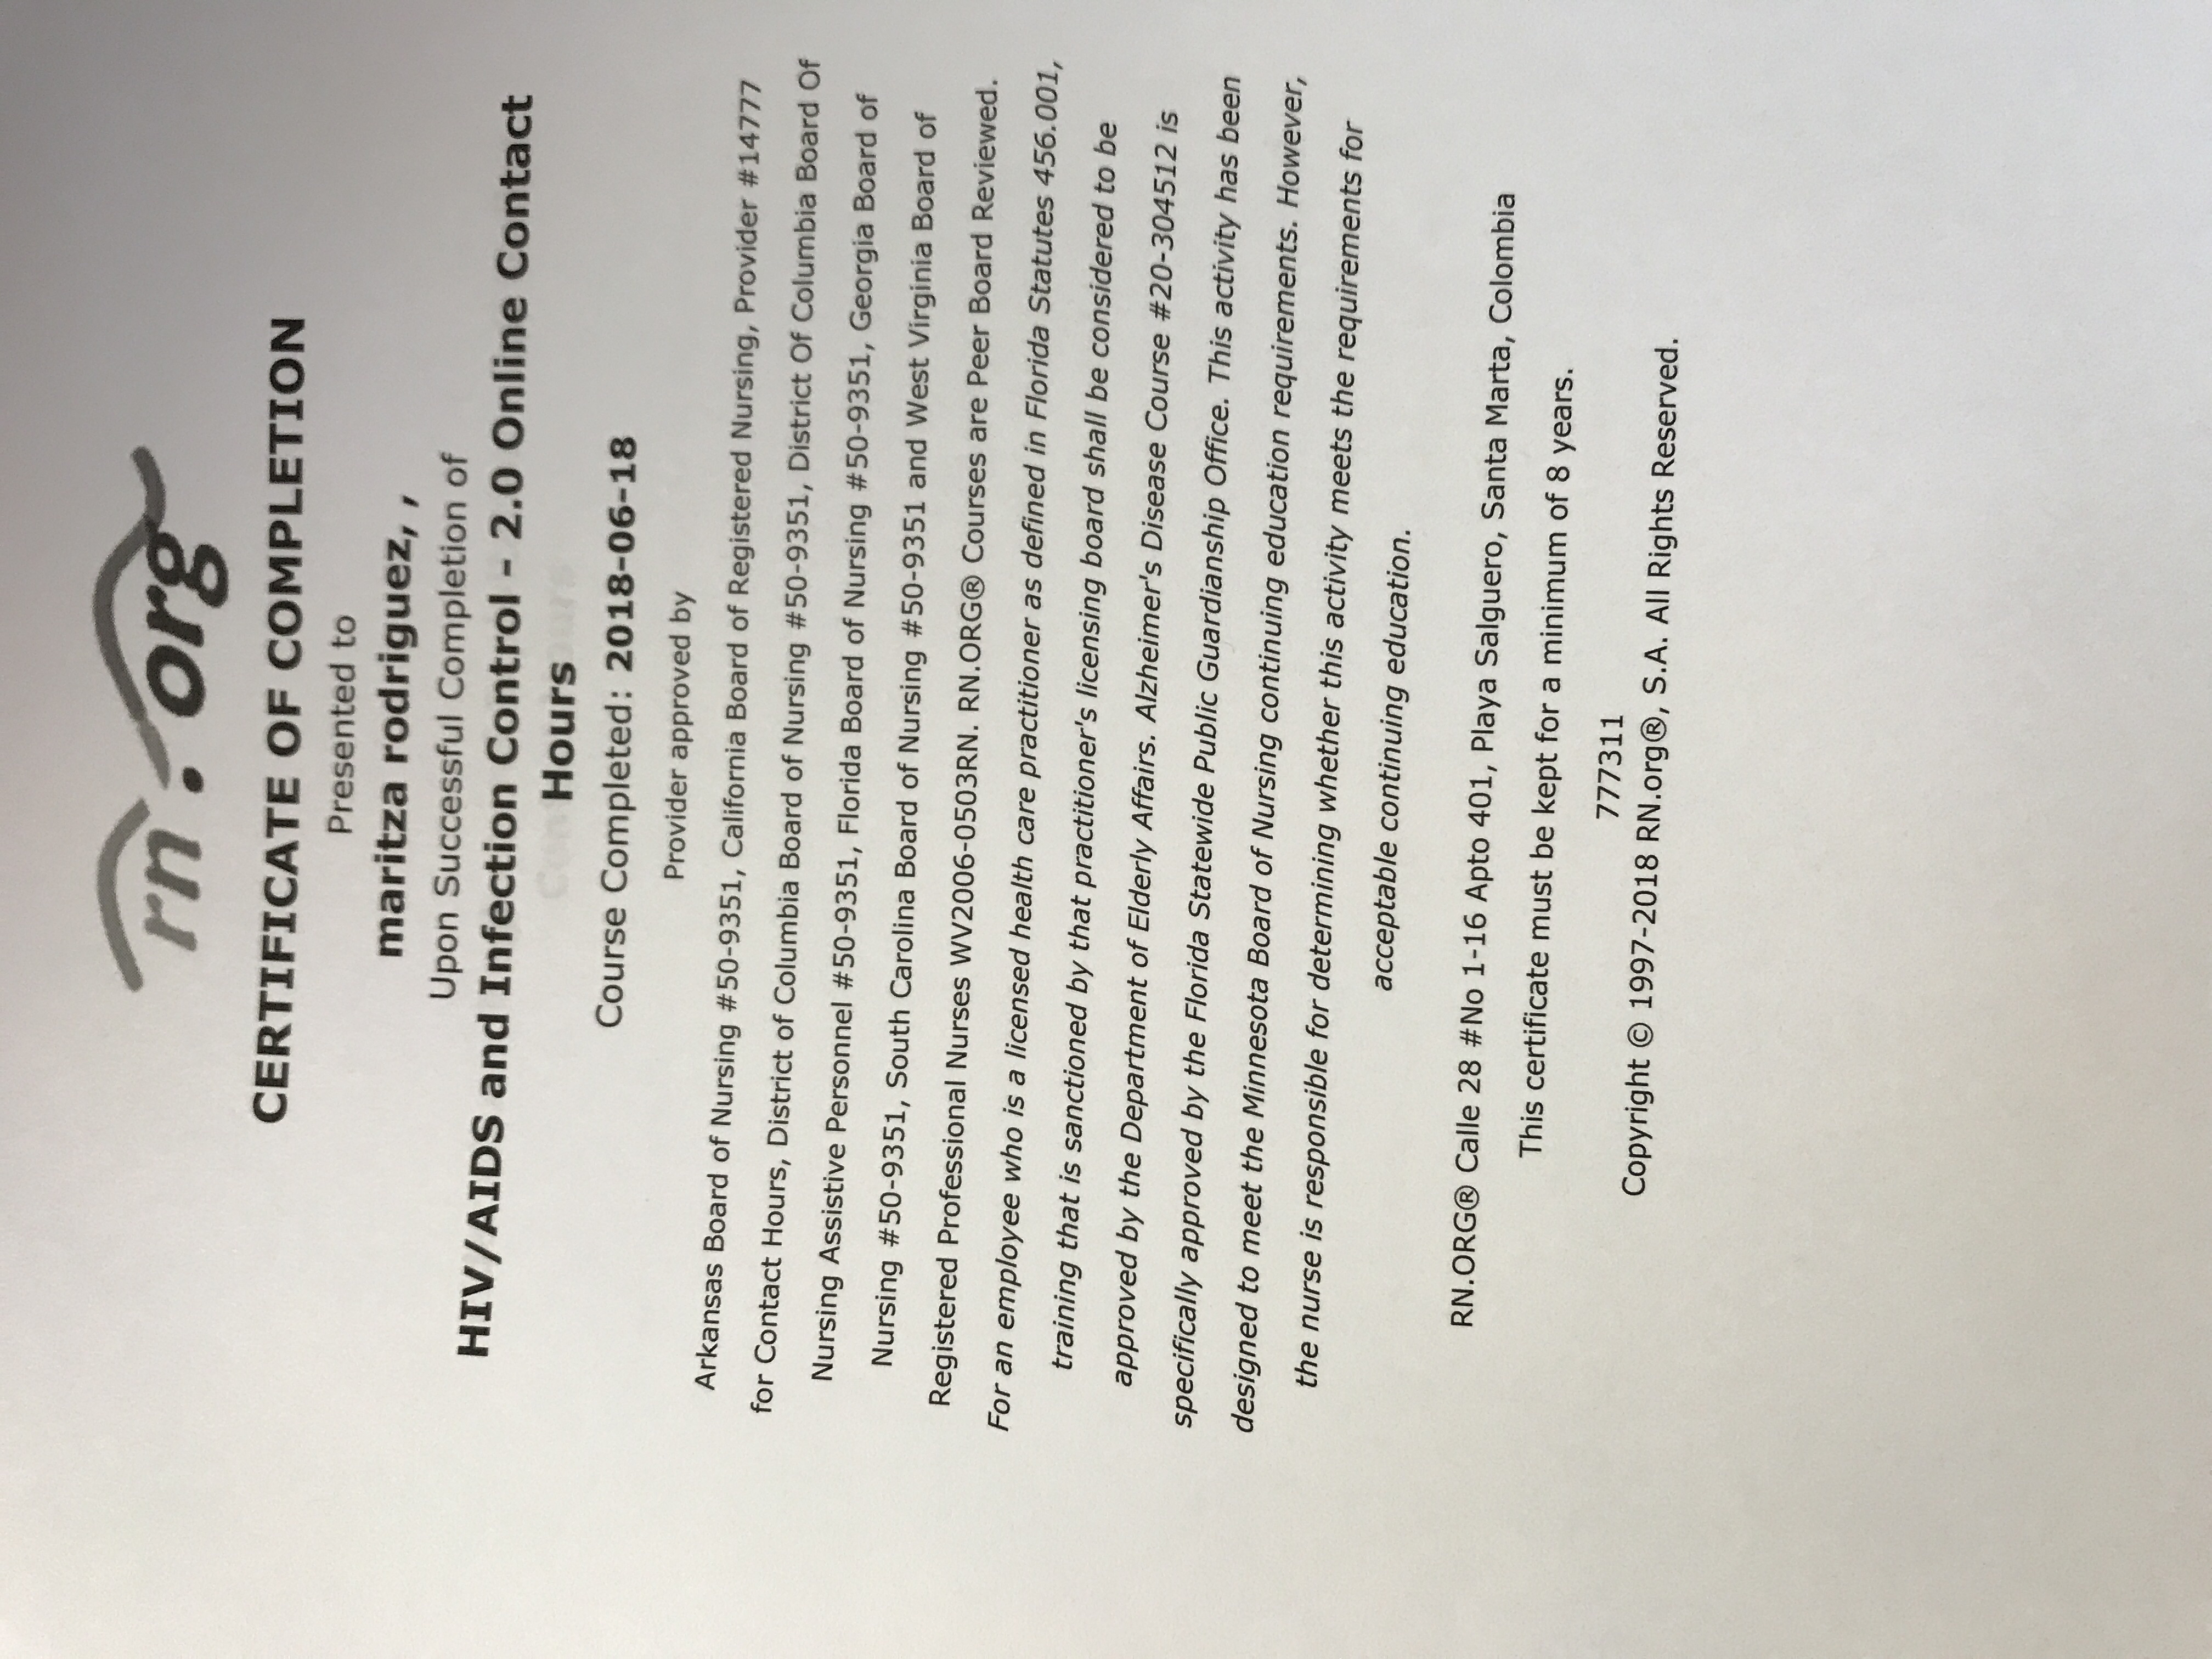 rn.org
CERTIFICATE OF COMPLETION
Presented to
maritza rodriguez, ,
Upon Successful Completion of
HIV/AIDS and Infection Control - 2.0 Online Contact
Hours
Course Completed: 2018-06-18
Provider approved by
Arkansas Board of Nursing #50-9351, California Board of Registered Nursing, Provider #14777
for Contact Hours, District of Columbia Board of Nursing #50-9351, District Of Columbia Board Of
Nursing Assistive Personnel #50-9351, Florida Board of Nursing #50-9351, Georgia Board of
Nursing #50-9351, South Carolina Board of Nursing #50-9351 and West Virginia Board of
Registered Professional Nurses WV2006-0503RN. RN.ORG® Courses are Peer Board Reviewed.
For an employee who is a licensed health care practitioner as defined in Florida Statutes 456.001,
training that is sanctioned by that practitioner's licensing board shall be considered to be
approved by the Department of Elderly Affairs. Alzheimer's Disease Course #20-304512 is
specifically approved by the Florida Statewide Public Guardianship Office. This activity has been
designed to meet the Minnesota Board of Nursing continuing education requirements. However,
the nurse is responsible for determining whether this activity meets the requirements for
acceptable continuing education.
RN.ORG® Calle 28 #No 1-16 Apto 401, Playa Salguero, Santa Marta, Colombia
This certificate must be kept for a minimum of 8 years.
777311
Copyright © 1997-2018 RN.org®, S.A. All Rights Reserved.